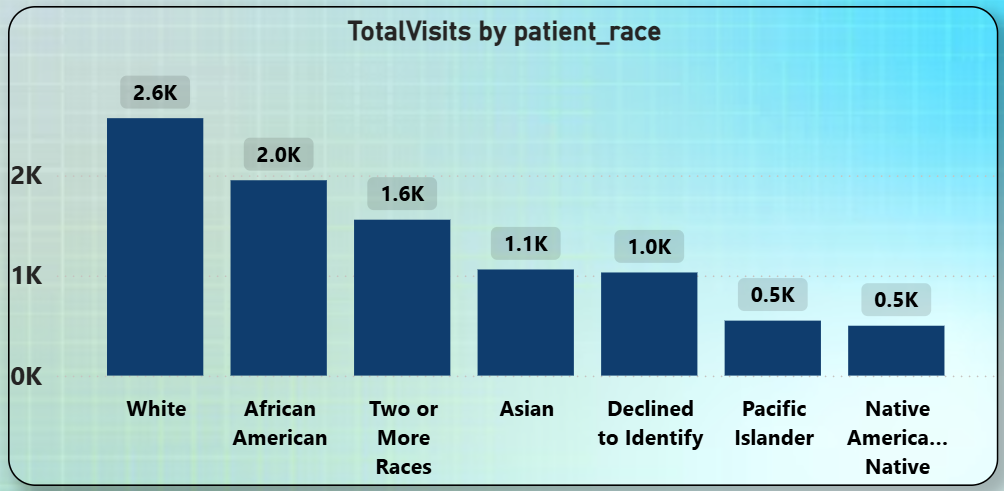 TotalVisits by patient_race
2.6K
2.0K
1.6K
1.1K
1.0K
0.5K
0.5K
2K
1K
0K
White
African
American
Two or
More
Races
Asian
Declined
to Identify
Pacific
Islander
Native
America...
Native